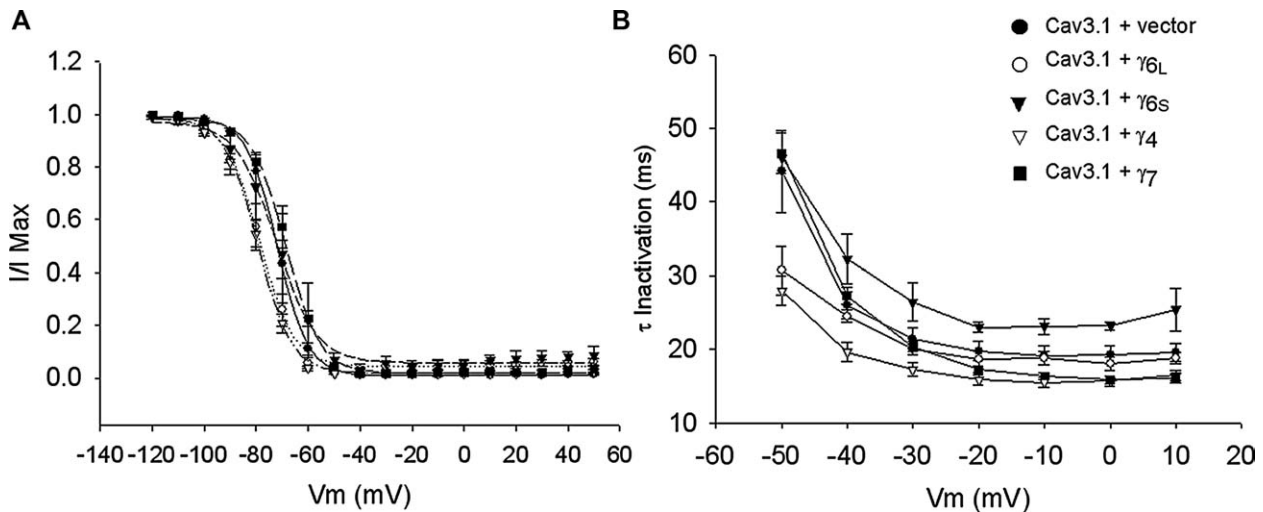 A
I/I Max
1.2
1.0
0.8
0.6
0.4
0.2
0.0
-140 -120 -100 -80 -60 -40 -20 0 20 40 60
Vm (mV)
B
Cav3.1 + vector
Cav3.1 + γ6L
Cav3.1 + γ6S
Cav3.1 + γ4
Cav3.1 + γ7
τ Inactivation (ms)
60
50
40
30
20
10
-60 -50 -40 -30 -20 -10 0 10 20
Vm (mV)